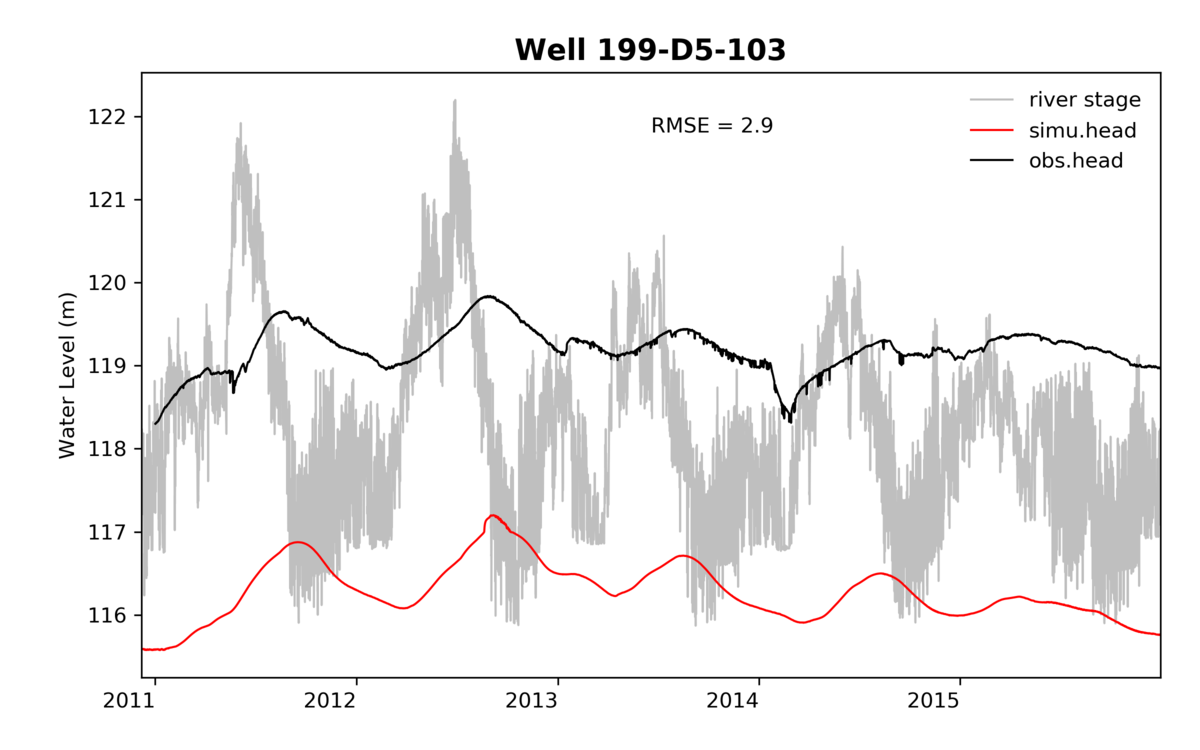 Well 199-D5-103
RMSE = 2.9
river stage
simu.head
obs.head
Water Level (m)
122
121
120
119
118
117
116
2011
2012
2013
2014
2015